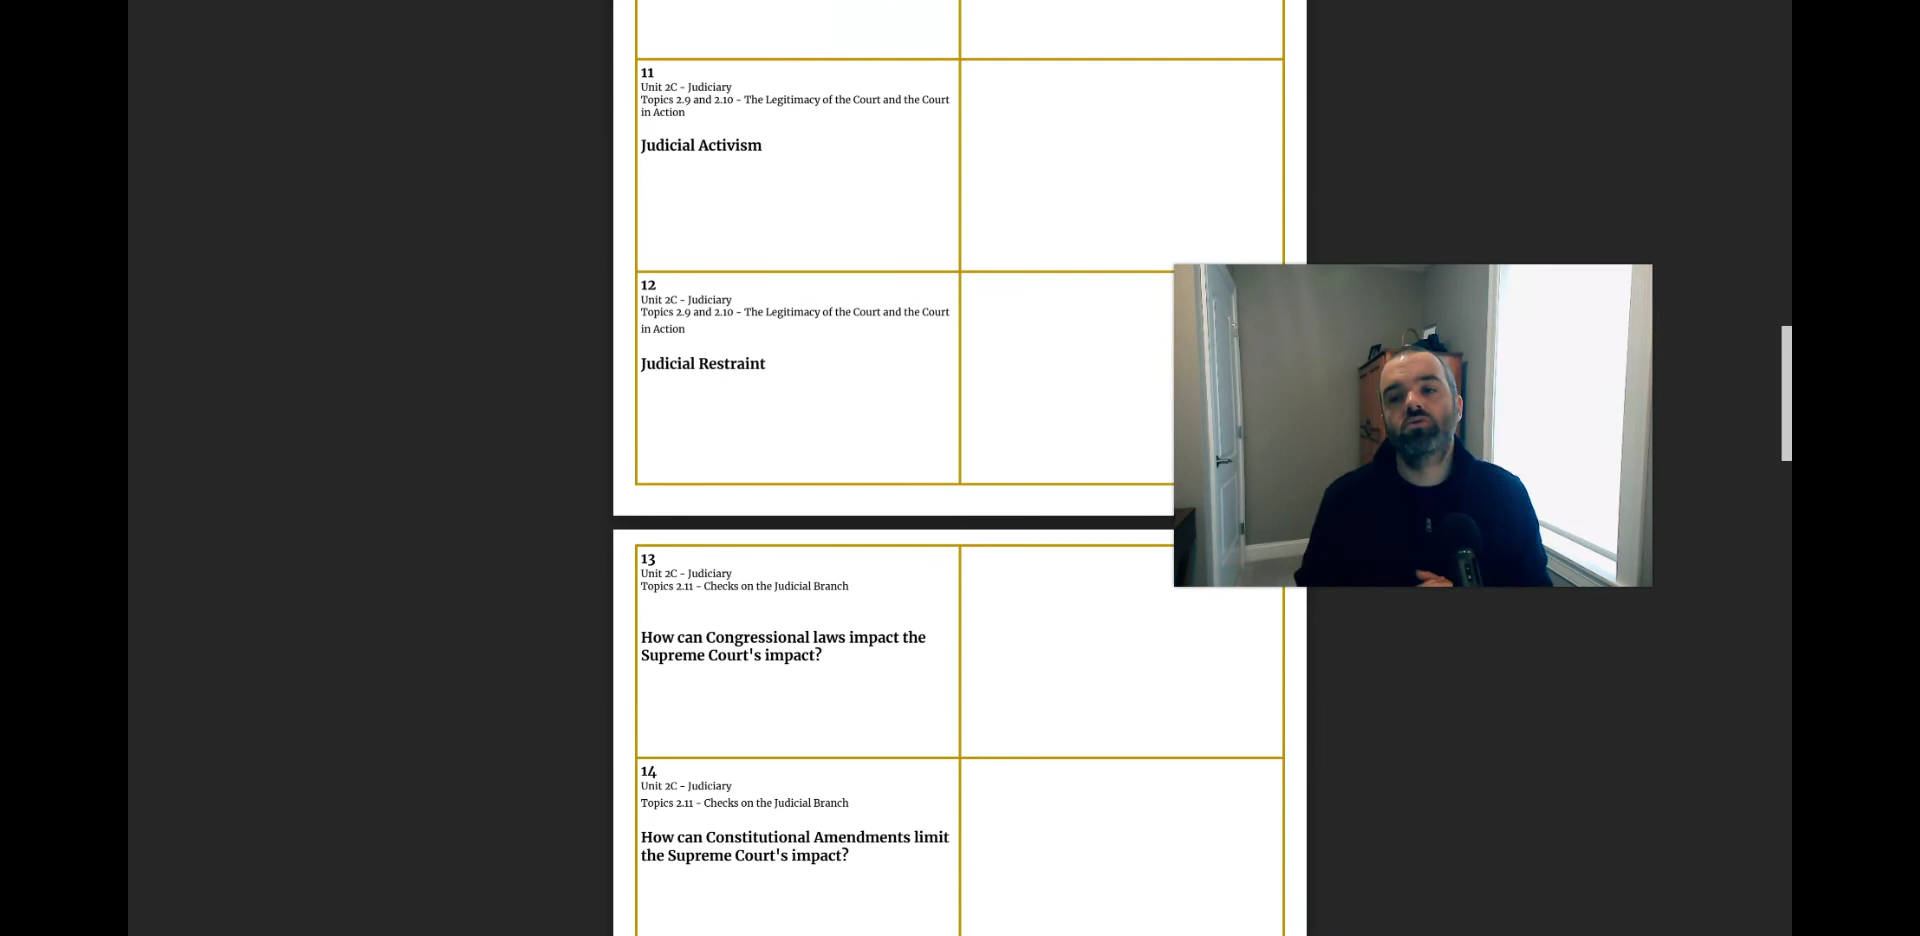 11
Unit 2C - Judiciary
Topics 2.9 and 2.10 - The Legitimacy of the Court and the Court
in Action
Judicial Activism
12
Unit 2C - Judiciary
Topics 2.9 and 2.10 - The Legitimacy of the Court and the Court
in Action
Judicial Restraint
13
Unit 2C - Judiciary
Topics 2.11 - Checks on the Judicial Branch
How can Congressional laws impact the
Supreme Court's impact?
14
Unit 2C - Judiciary
Topics 2.11 - Checks on the Judicial Branch
How can Constitutional Amendments limit
the Supreme Court's impact?